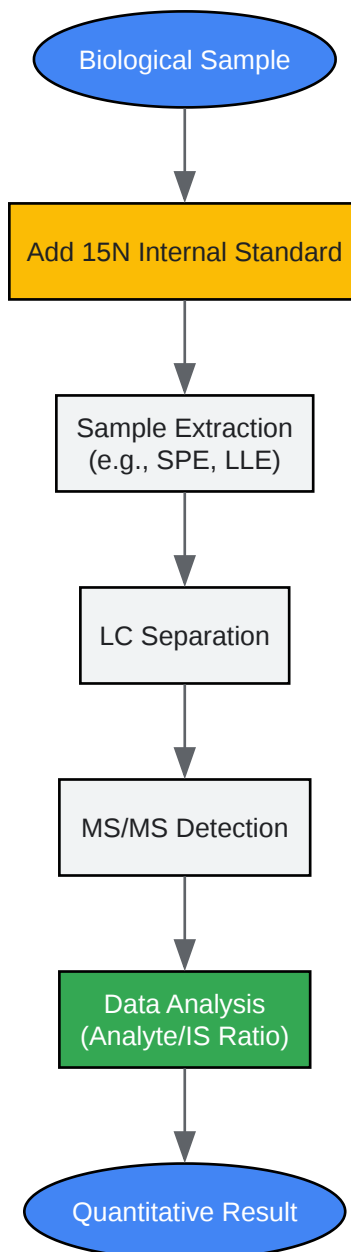 Biological Sample
Add 15N Internal Standard
Sample Extraction
(e.g., SPE, LLE)
LC Separation
MS/MS Detection
Data Analysis
(Analyte/IS Ratio)
Quantitative Result